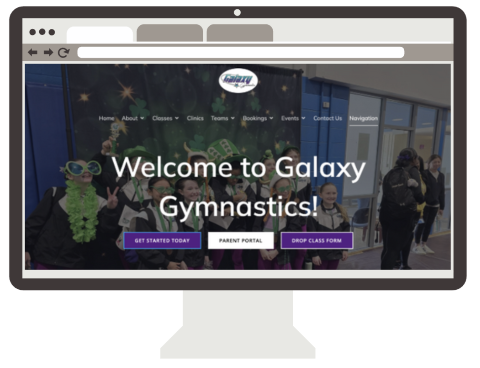 Galaxy
Home About Classes Clinics Teams Bookings Events Contact Us Navigation
Welcome to Galaxy
Gymnastics!
GET STARTED TODAY PARENT PORTAL DROP CLASS FORM